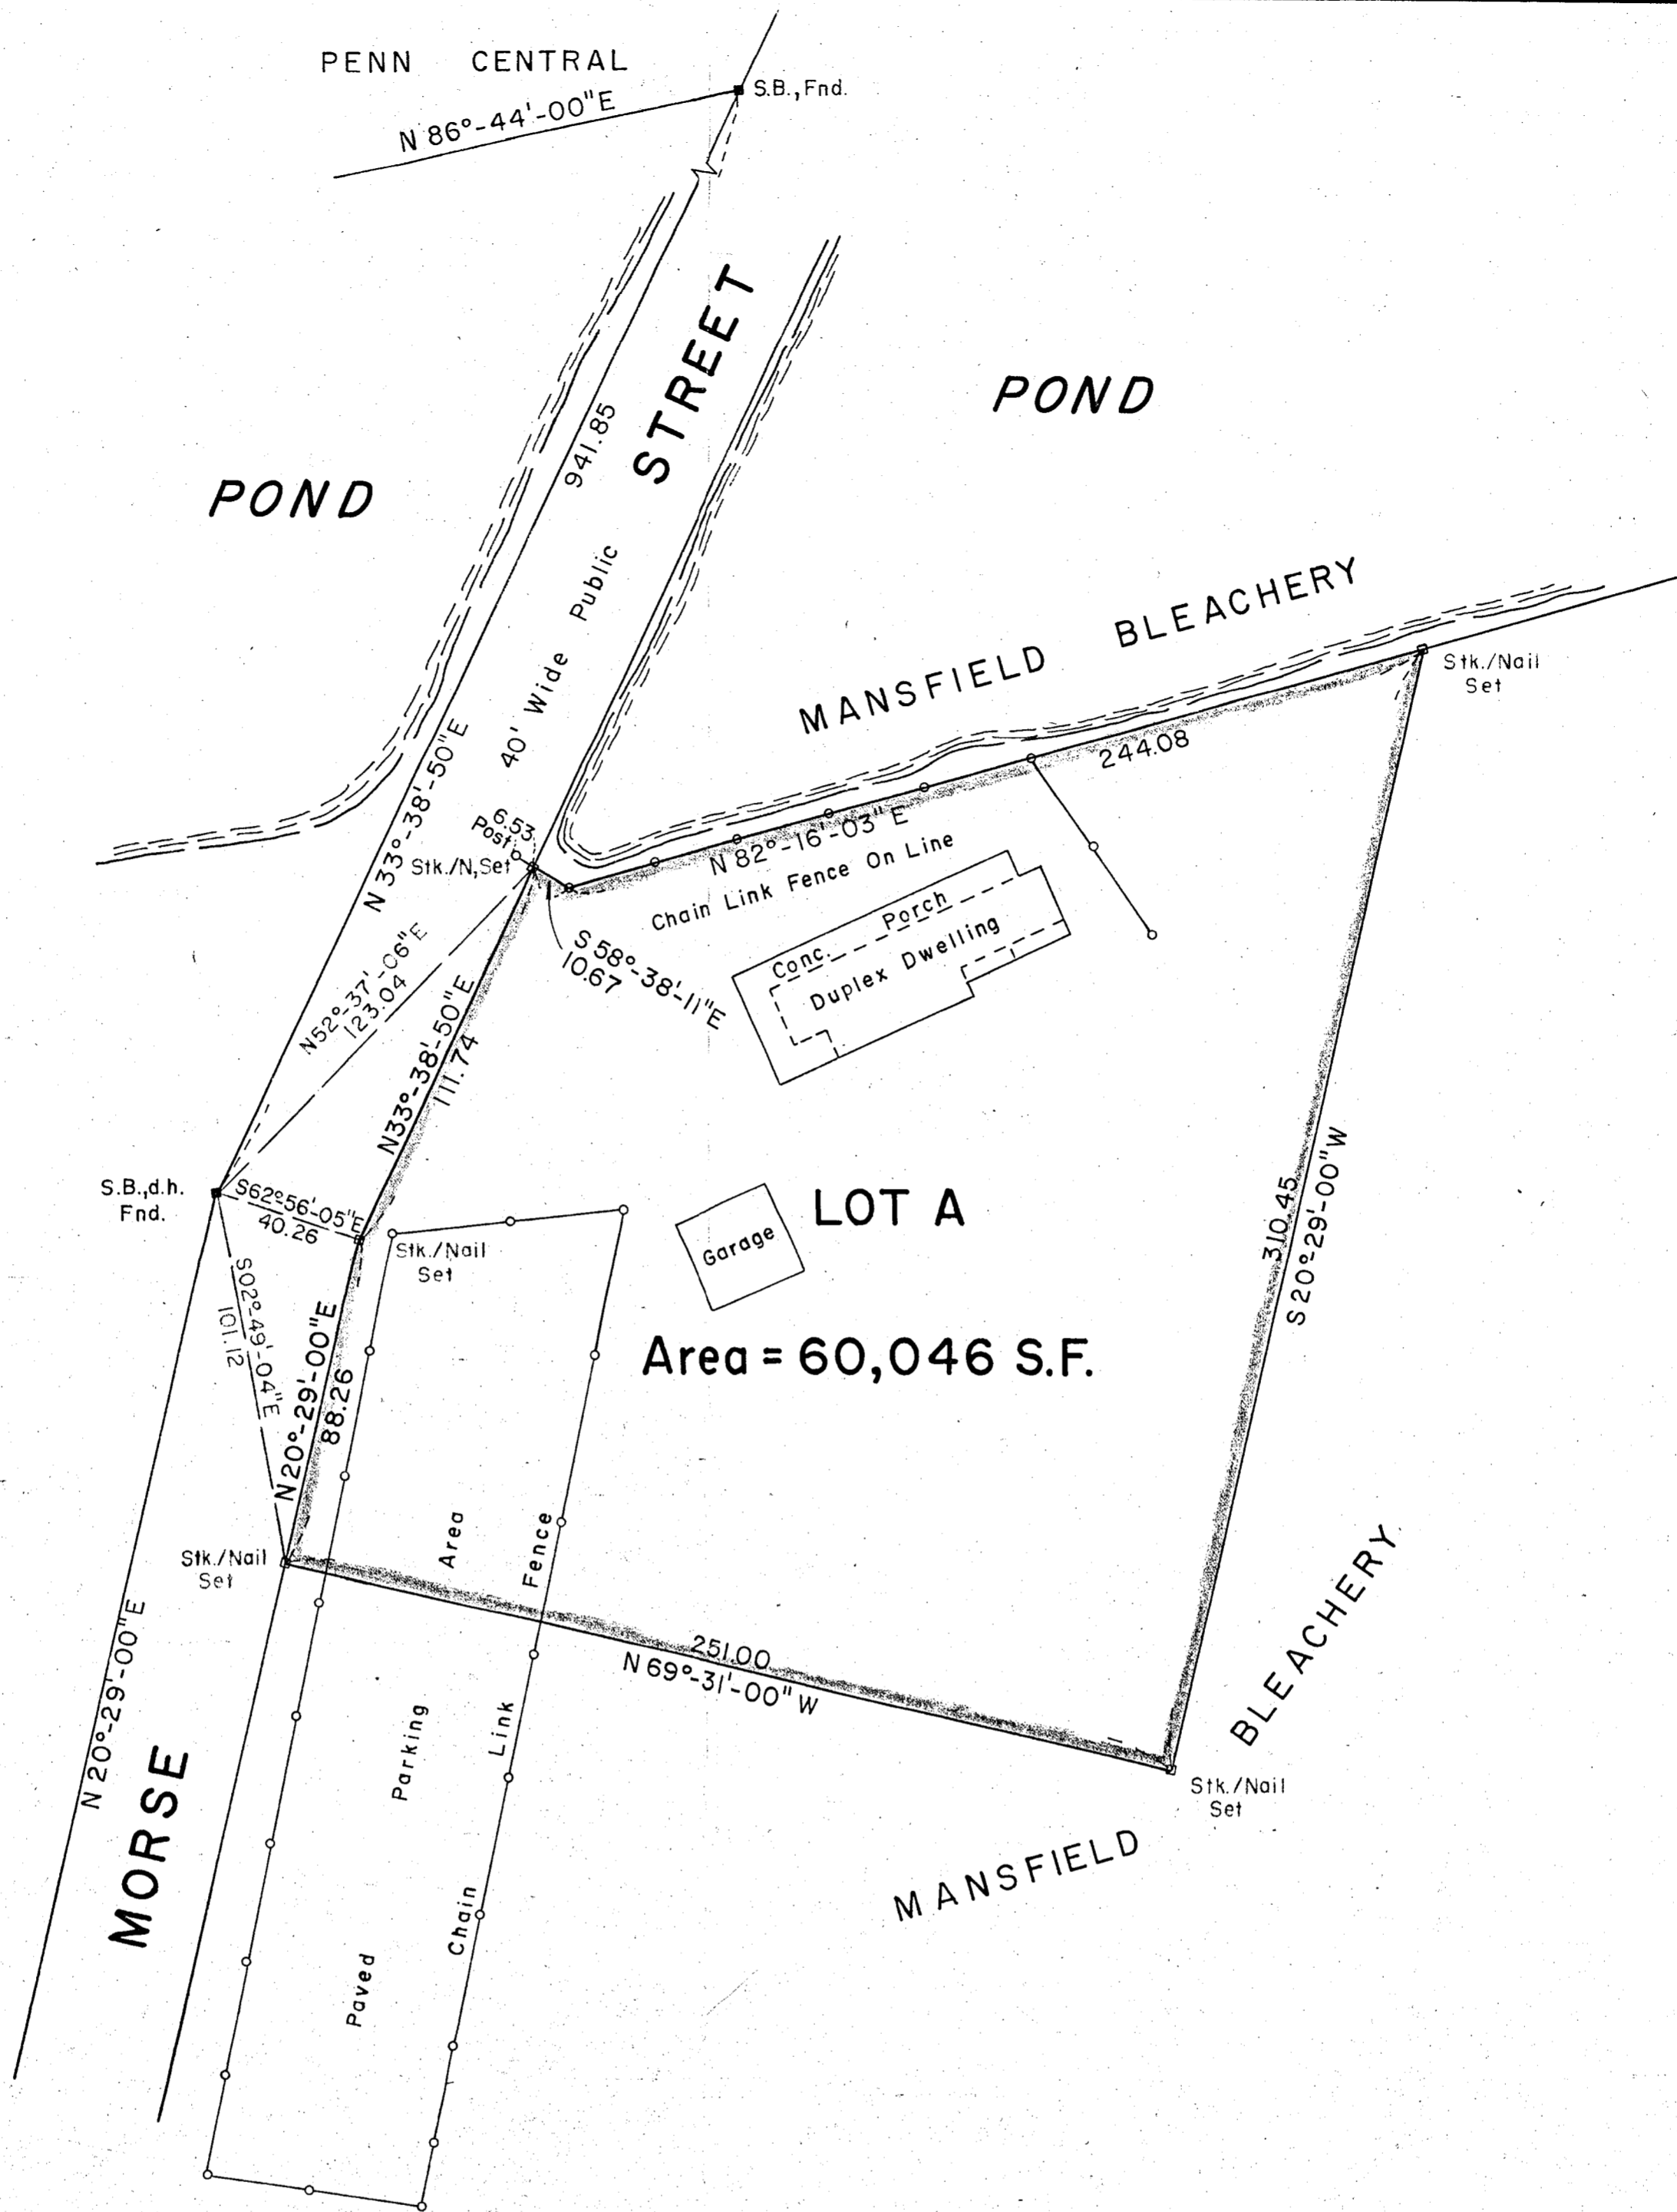 PENN CENTRAL
N 86°-44'-00"E
S.B., Fnd.
POND
POND
941.85
STREET
40' Wide Public
N 33°-38'-50"E
MANSFIELD BLEACHERY
Stk./Nail
Set
244.08
N 82°-16'-03" E
Chain Link Fence On Line
6.53
Post
Stk./N,Set
S 58°-38'-11"E
10.67
Conc. Porch
Duplex Dwelling
N52°-37'-06"E
123.04
N33°-38'-50"E
111.74
S.B.,d.h.
Fnd.
S62°56'-05"E
40.26
Stk./Nail
Set
Garage
LOT A
310.45
S 20°-29'-00"W
S02°-49'-04"E
101.12
N 20°-29'-00"E
88.26
Area = 60,046 S.F.
Stk./Nail
Set
251.00
N 69°-31'-00" W
Paved Parking Area
Chain Link Fence
N 20°-29'-00"E
MORSE
Stk./Nail
Set
MANSFIELD BLEACHERY